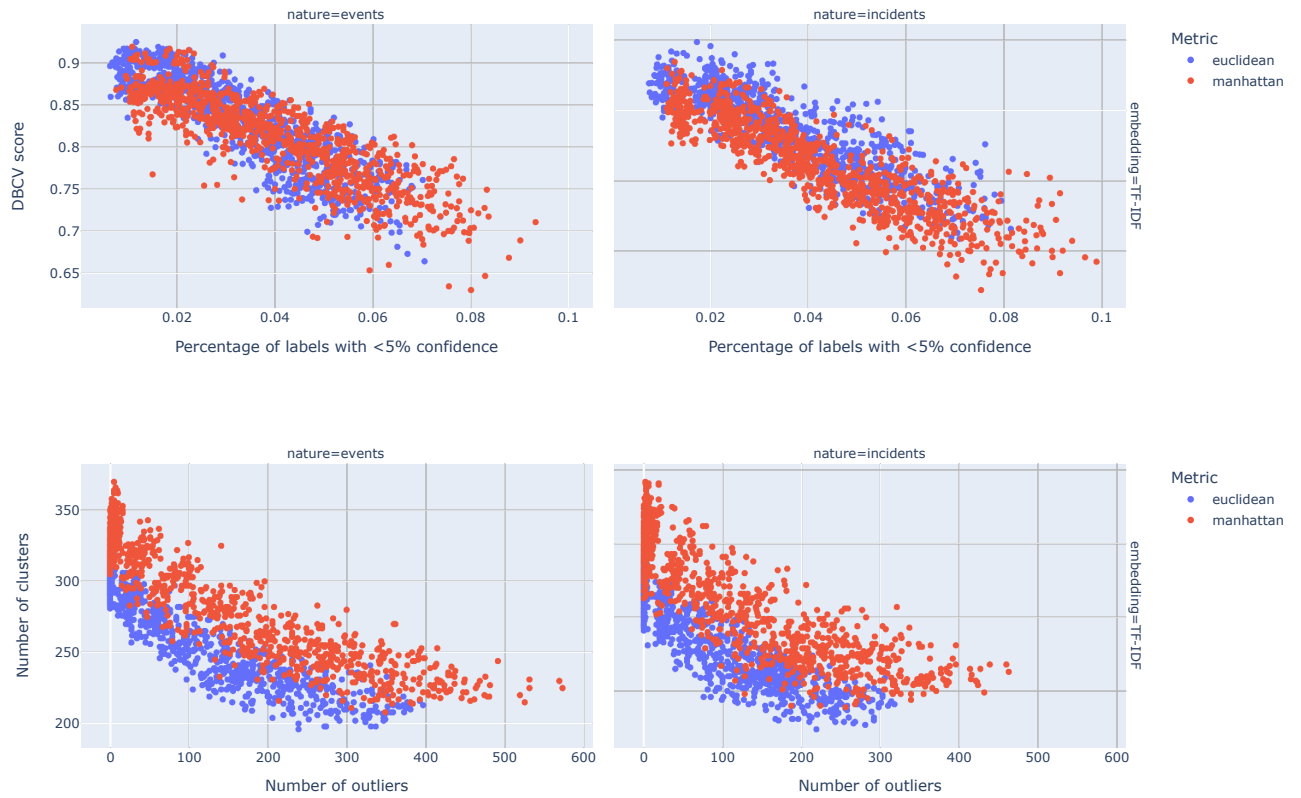 nature=events
nature=incidents
Metric
euclidean
manhattan
DBCV score
0.9
0.85
0.8
0.75
0.7
0.65
embedding=TF-IDF
0.02
0.04
0.06
0.08
0.1
0.02
0.04
0.06
0.08
0.1
Percentage of labels with <5% confidence
Percentage of labels with <5% confidence
nature=events
nature=incidents
Metric
euclidean
manhattan
Number of clusters
350
300
250
200
embedding=TF-IDF
0
100
200
300
400
500
600
0
100
200
300
400
500
600
Number of outliers
Number of outliers